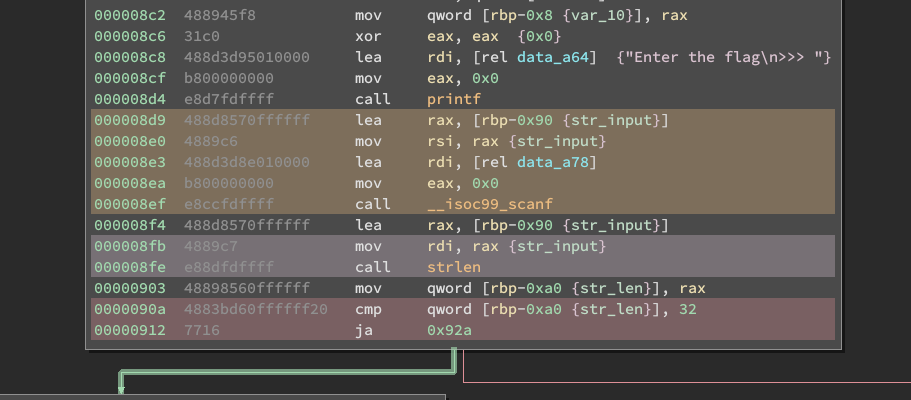 000008c2 488945f8 mov qword [rbp-0x8 {var_10}], rax
000008c6 31c0 xor eax, eax {0x0}
000008c8 488d3d95010000 lea rdi, [rel data_a64] {"Enter the flag\n>>> "}
000008cf b800000000 mov eax, 0x0
000008d4 e8d7fdffff call printf
000008d9 488d8570ffffff lea rax, [rbp-0x90 {str_input}]
000008e0 4889c6 mov rsi, rax {str_input}
000008e3 488d3d8e010000 lea rdi, [rel data_a78]
000008ea b800000000 mov eax, 0x0
000008ef e8ccfdffff call __isoc99_scanf
000008f4 488d8570ffffff lea rax, [rbp-0x90 {str_input}]
000008fb 4889c7 mov rdi, rax {str_input}
000008fe e88dfdffff call strlen
00000903 48898560ffffff mov qword [rbp-0xa0 {str_len}], rax
0000090a 4883bd60ffffff20 cmp qword [rbp-0xa0 {str_len}], 32
00000912 7716 ja 0x92a